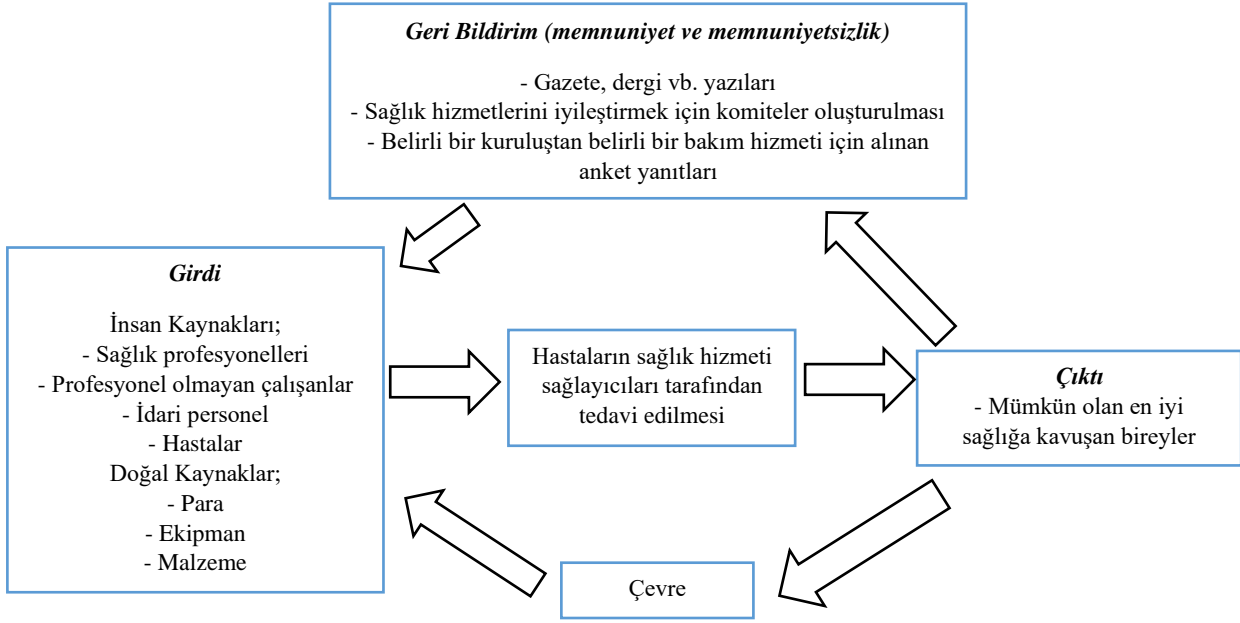 Geri Bildirim (memnuniyet ve memnuniyetsizlik)
- Gazete, dergi vb. yazıları
- Sağlık hizmetlerini iyileştirmek için komiteler oluşturulması
- Belirli bir kuruluştan belirli bir bakım hizmeti için alınan
anket yanıtları
Girdi
İnsan Kaynakları;
- Sağlık profesyonelleri
- Profesyonel olmayan çalışanlar
- İdari personel
- Hastalar
Doğal Kaynaklar;
- Para
- Ekipman
- Malzeme
Hastaların sağlık hizmeti
sağlayıcıları tarafından
tedavi edilmesi
Çıktı
- Mümkün olan en iyi
sağlığa kavuşan bireyler
Çevre